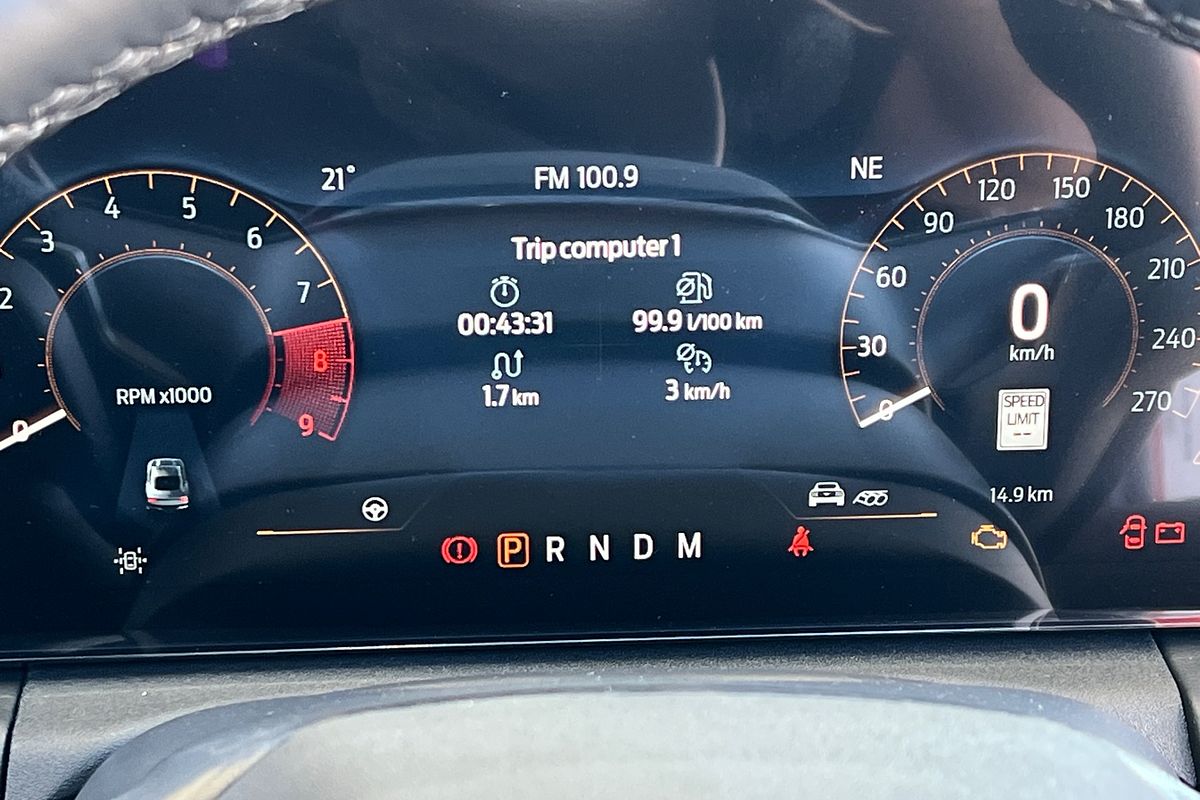 21° FM 100.9 NE
2 3 4 5 6 7 8 9 0
RPM x1000
Trip computer 1
00:43:31 99.9 l/100 km
1.7 km 3 km/h
0 30 60 90 120 150 180 210 240 270
0
km/h
SPEED
LIMIT
--
14.9 km
P R N D M